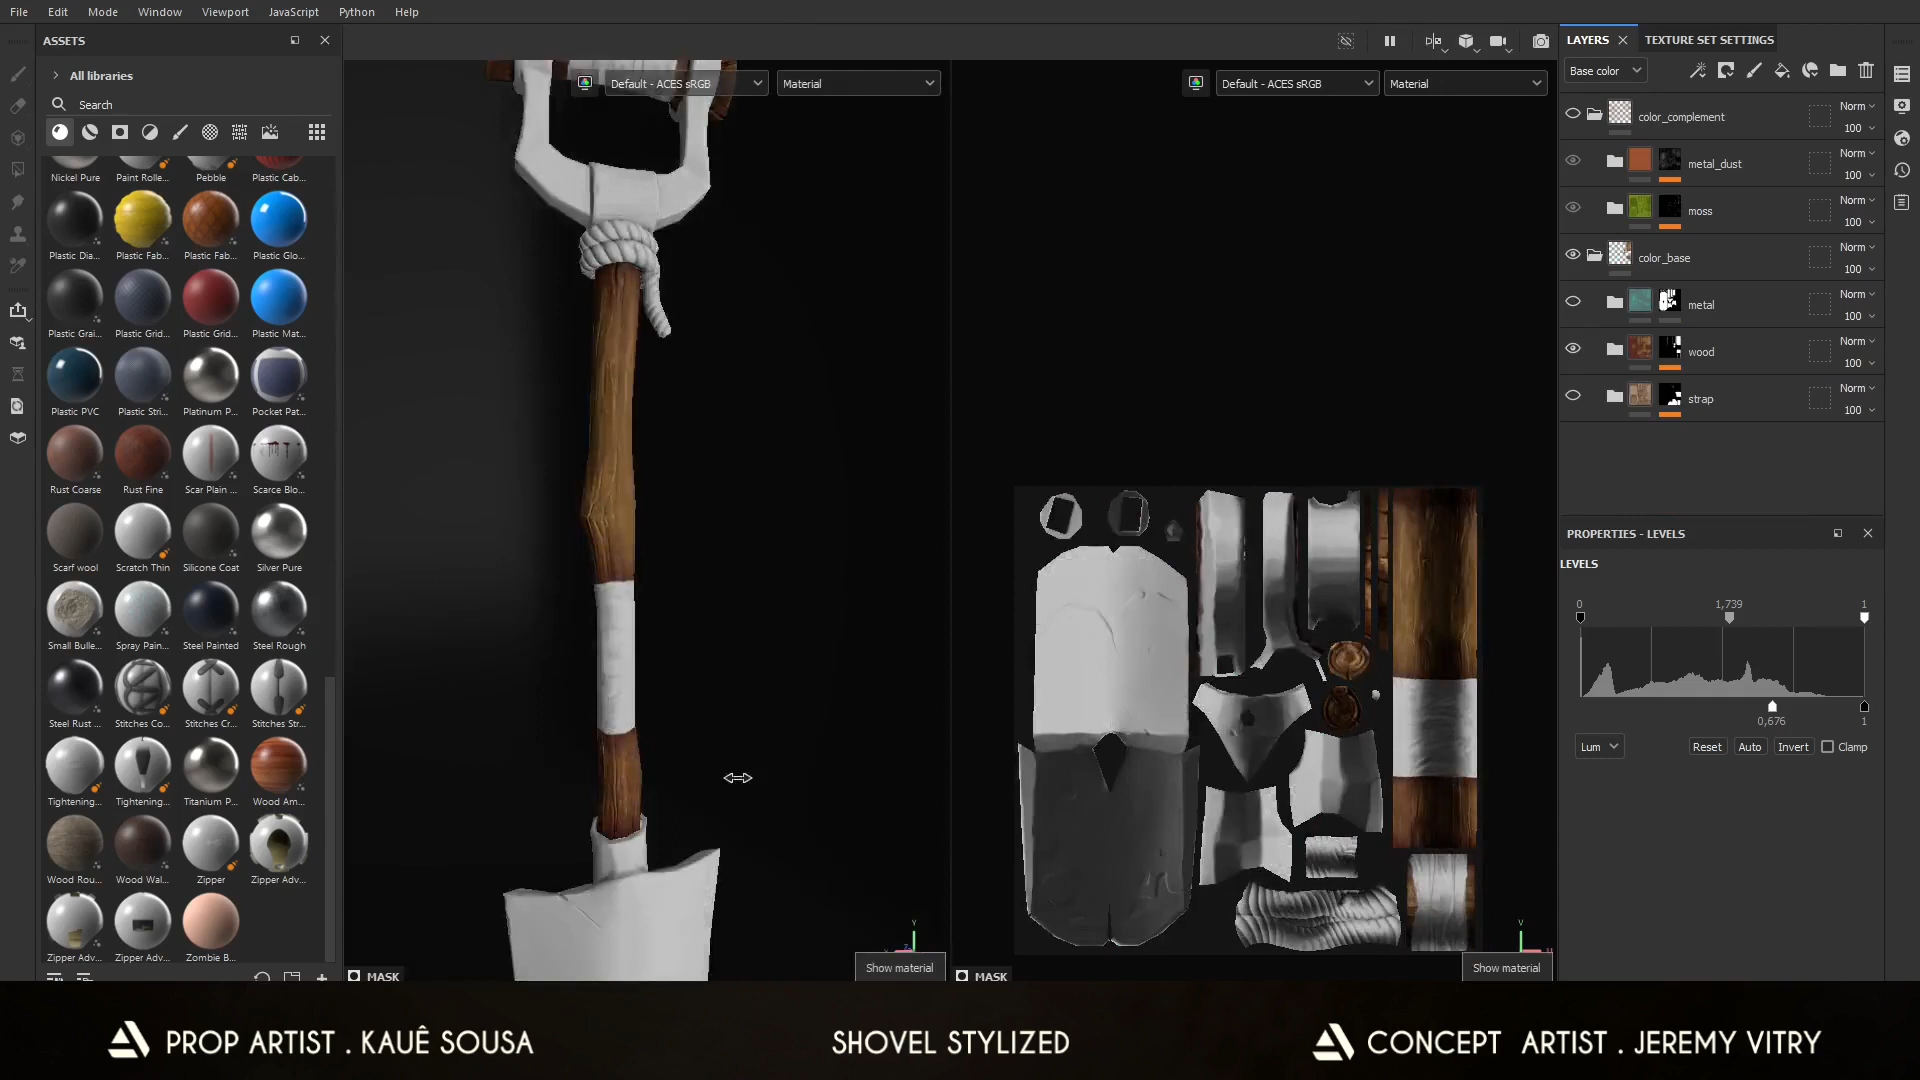 File Edit Mode Window Viewport JavaScript Python Help
ASSETS
All libraries
Search
Nickel Pure Paint Rolle... Pebble Plastic Cab...
Plastic Dia... Plastic Fab... Plastic Fab... Plastic Glo...
Plastic Grai... Plastic Grid... Plastic Grid... Plastic Mat...
Plastic PVC Plastic Stri... Platinum P... Pocket Pat...
Rust Coarse Rust Fine Scar Plain ... Scarce Blo...
Scarf wool Scratch Thin Silicone Coat Silver Pure
Small Bulle... Spray Pain... Steel Painted Steel Rough
Steel Rust ... Stitches Co... Stitches Cr... Stitches Str...
Tightening... Tightening... Titanium P... Wood Am...
Wood Rou... Wood Wal... Zipper Zipper Adv...
Zipper Adv... Zipper Adv... Zombie B...
Default - ACES sRGB Material
Default - ACES sRGB Material
Y
MASK
Show material
V
MASK
Show material
LAYERS TEXTURE SET SETTINGS
Base color
color_complement Norm 100
metal_dust Norm 100
moss Norm 100
color_base Norm 100
metal Norm 100
wood Norm 100
strap Norm 100
PROPERTIES - LEVELS
LEVELS
0 1,739 1
0,676 1
Lum Reset Auto Invert Clamp
PROP ARTIST . KAUÊ SOUSA
SHOVEL STYLIZED
CONCEPT ARTIST . JEREMY VITRY